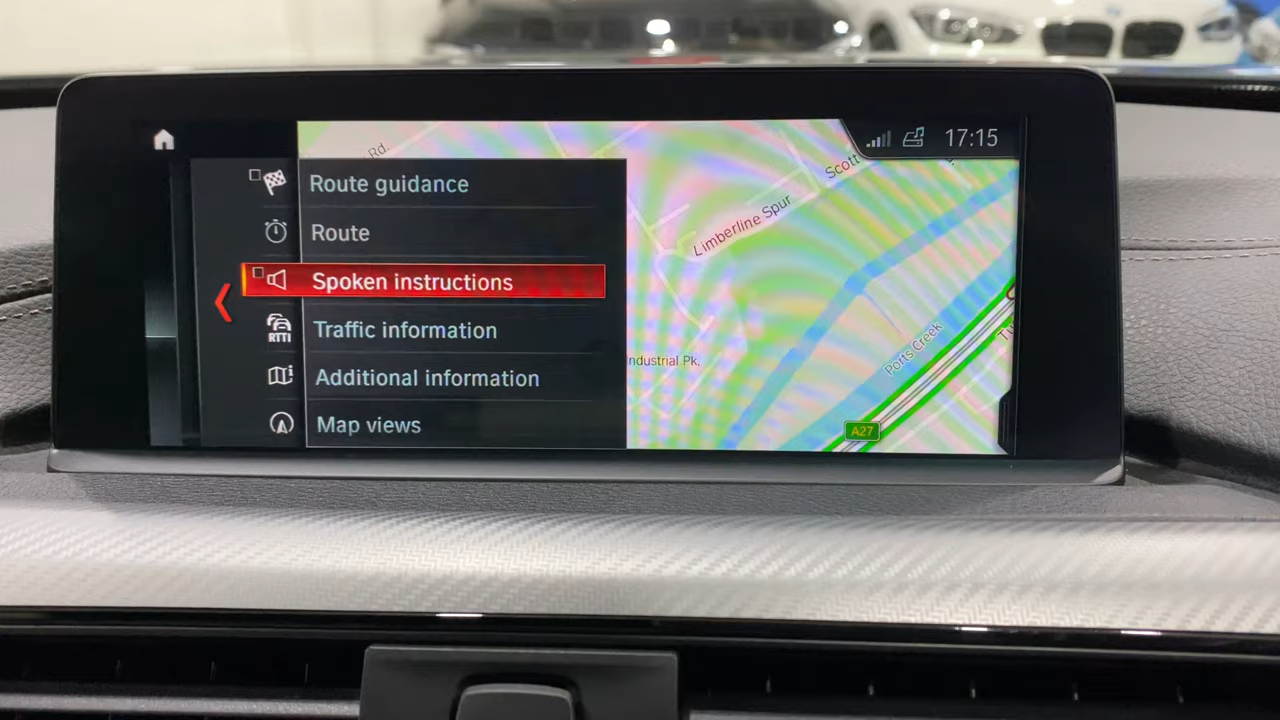 17:15
Rd.
Scott
Route guidance
Route
Limberline Spur
Spoken instructions
RTTI
Traffic information
Ports Creek
ndustrial Pk.
Additional information
Map views
A27